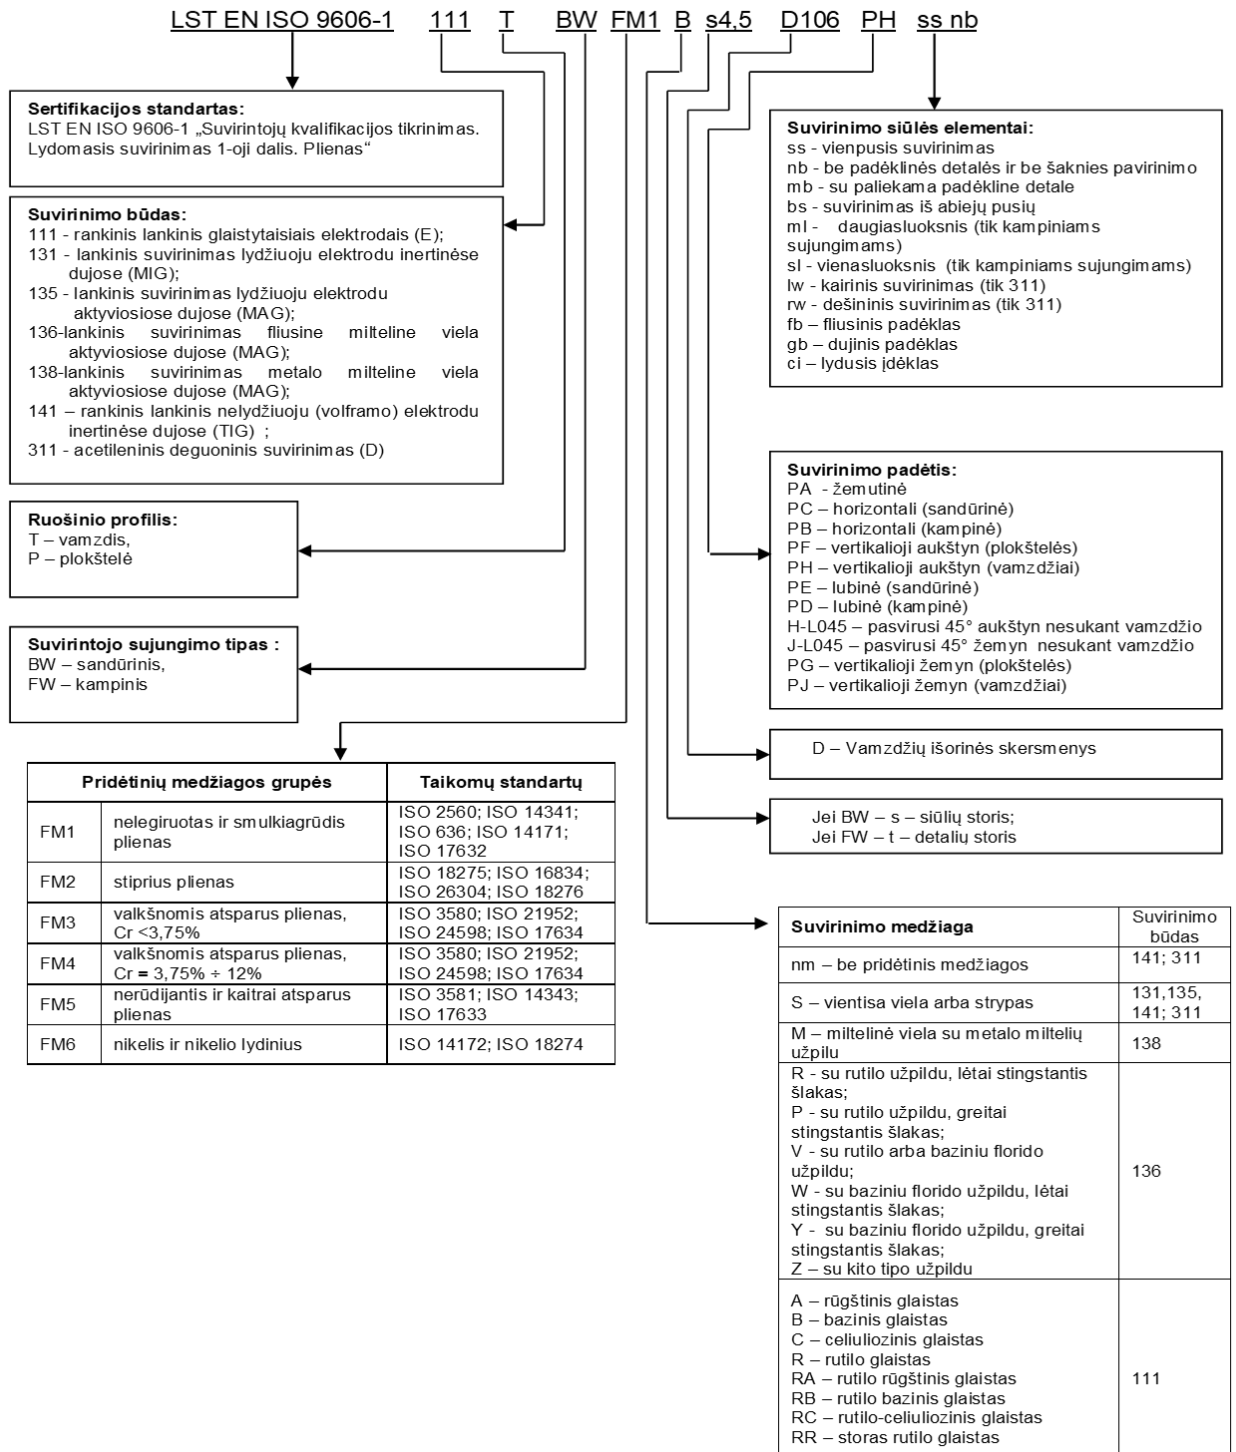 LST EN ISO 9606-1 111 T BW FM1 B s4,5 D106 PH ss nb
Sertifikacijos standartas:
LST EN ISO 9606-1 „Suvirintojų kvalifikacijos tikrinimas.
Lydomasis suvirinimas 1-oji dalis. Plienas“
Suvirinimo būdas:
111 - rankinis lankinis glaistytaisiais elektrodais (E);
131 - lankinis suvirinimas lydžiuoju elektrodu inertinėse
dujose (MIG);
135 - lankinis suvirinimas lydžiuoju elektrodu
aktyviosiose dujose (MAG);
136-lankinis suvirinimas fliusine milteline viela
aktyviosiose dujose (MAG);
138-lankinis suvirinimas metalo milteline viela
aktyviosiose dujose (MAG);
141 – rankinis lankinis nelydžiuoju (volframo) elektrodu
inertinėse dujose (TIG) ;
311 - acetileninis deguoninis suvirinimas (D)
Ruošinio profilis:
T – vamzdis,
P – plokštelė
Suvirintojo sujungimo tipas :
BW – sandūrinis,
FW – kampinis
Pridėtinių medžiagos grupės
Taikomų standartų
FM1
nelegiruotas ir smulkiagrūdis
plienas
ISO 2560; ISO 14341;
ISO 636; ISO 14171;
ISO 17632
FM2
stiprius plienas
ISO 18275; ISO 16834;
ISO 26304; ISO 18276
FM3
valkšnomis atsparus plienas,
Cr <3,75%
ISO 3580; ISO 21952;
ISO 24598; ISO 17634
FM4
valkšnomis atsparus plienas,
Cr = 3,75% ÷ 12%
ISO 3580; ISO 21952;
ISO 24598; ISO 17634
FM5
nerūdijantis ir kaitrai atsparus
plienas
ISO 3581; ISO 14343;
ISO 17633
FM6
nikelis ir nikelio lydinius
ISO 14172; ISO 18274
Suvirinimo siūlės elementai:
ss - vienpusis suvirinimas
nb - be padėklinės detalės ir be šaknies pavirinimo
mb - su paliekama padėkline detale
bs - suvirinimas iš abiejų pusių
ml - daugiasluoksnis (tik kampiniams
sujungimams)
sl - vienasluoksnis (tik kampiniams sujungimams)
lw - kairinis suvirinimas (tik 311)
rw - dešininis suvirinimas (tik 311)
fb – fliusinis padėklas
gb – dujinis padėklas
ci – lydusis įdėklas
Suvirinimo padėtis:
PA - žemutinė
PC – horizontali (sandūrinė)
PB – horizontali (kampinė)
PF – vertikalioji aukštyn (plokštelės)
PH – vertikalioji aukštyn (vamzdžiai)
PE – lubinė (sandūrinė)
PD – lubinė (kampinė)
H-L045 – pasvirusi 45° aukštyn nesukant vamzdžio
J-L045 – pasvirusi 45° žemyn nesukant vamzdžio
PG – vertikalioji žemyn (plokštelės)
PJ – vertikalioji žemyn (vamzdžiai)
D – Vamzdžių išorinės skersmenys
Jei BW – s – siūlių storis;
Jei FW – t – detalių storis
Suvirinimo medžiaga
Suvirinimo
būdas
nm – be pridėtinis medžiagos
141; 311
S – vientisa viela arba strypas
131,135,
141; 311
M – miltelinė viela su metalo miltelių
užpilu
138
R - su rutilo užpildu, lėtai stingstantis
šlakas;
P - su rutilo užpildu, greitai
stingstantis šlakas;
V - su rutilo arba baziniu florido
užpildu;
W - su baziniu florido užpildu, lėtai
stingstantis šlakas;
Y - su baziniu florido užpildu, greitai
stingstantis šlakas;
Z – su kito tipo užpildu
136
A – rūgštinis glaistas
B – bazinis glaistas
C – celiuliozinis glaistas
R – rutilo glaistas
RA – rutilo rūgštinis glaistas
RB – rutilo bazinis glaistas
RC – rutilo-celiuliozinis glaistas
RR – storas rutilo glaistas
111